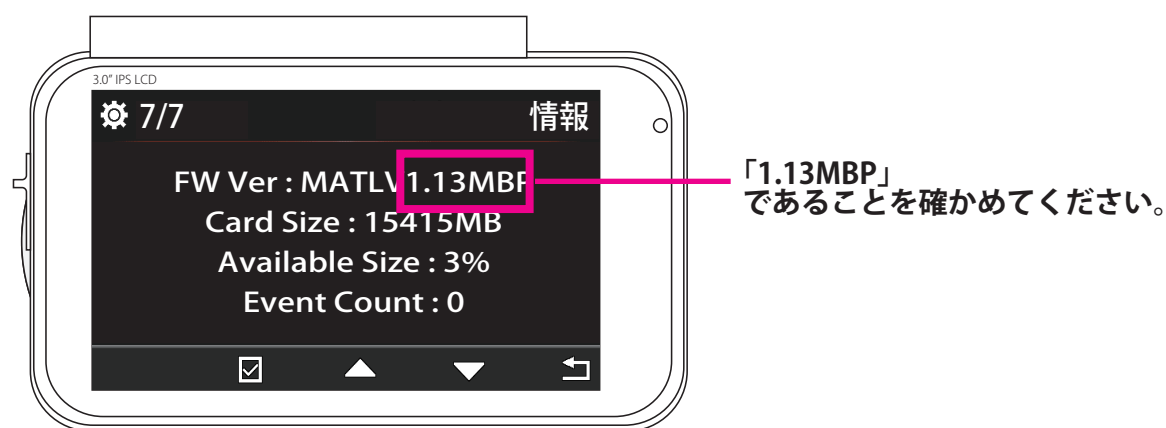 3.0" IPS LCD
7/7 情報
FW Ver : MATLV1.13MBP
Card Size : 15415MB
Available Size : 3%
Event Count : 0
「1.13MBP」
であることを確かめてください。